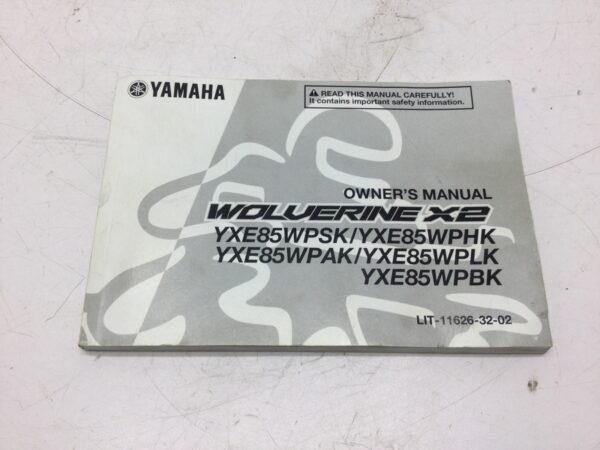 YAMAHA
⚠ READ THIS MANUAL CAREFULLY!
It contains important safety information.
OWNER'S MANUAL
WOLVERINE X2
YXE85WPSK/YXE85WPHK
YXE85WPAK/YXE85WPLK
YXE85WPBK
LIT-11626-32-02